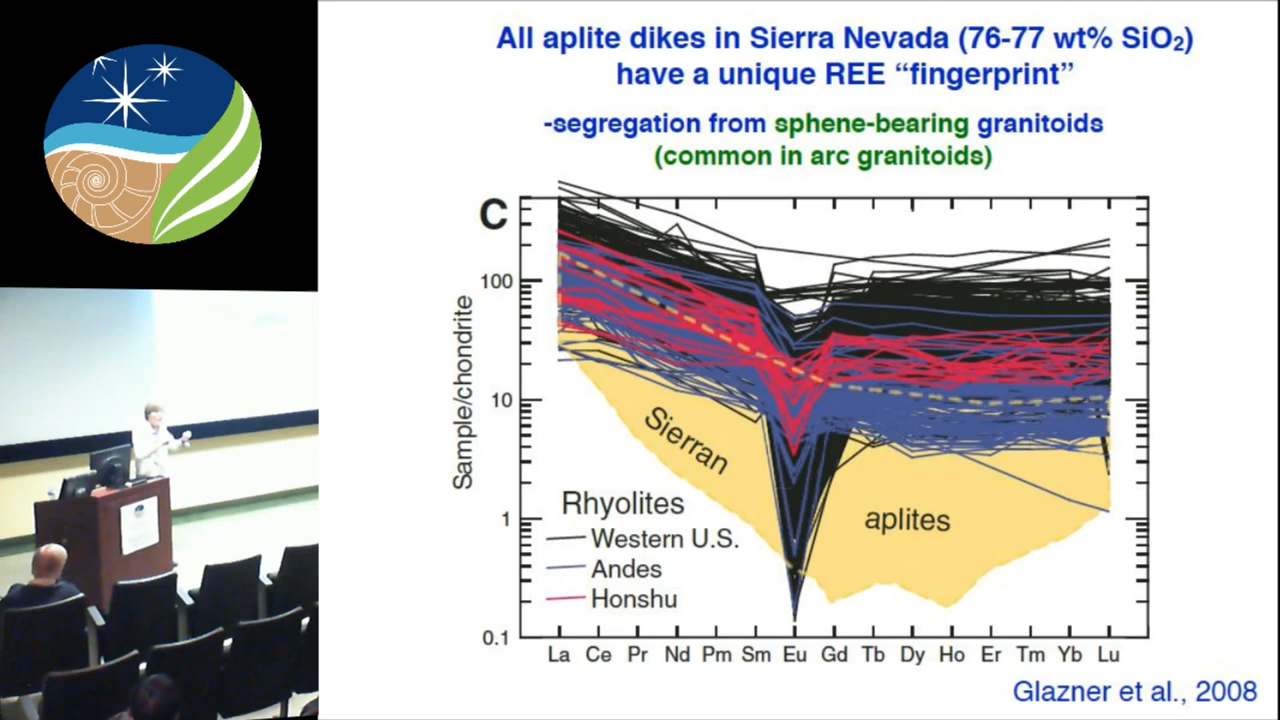 All aplite dikes in Sierra Nevada (76-77 wt% SiO₂)
have a unique REE “fingerprint”
-segregation from sphene-bearing granitoids
(common in arc granitoids)
C
Sample/chondrite
100
10
1
0.1
Sierran
aplites
Rhyolites
Western U.S.
Andes
Honshu
La Ce Pr Nd Pm Sm Eu Gd Tb Dy Ho Er Tm Yb Lu
Glazner et al., 2008